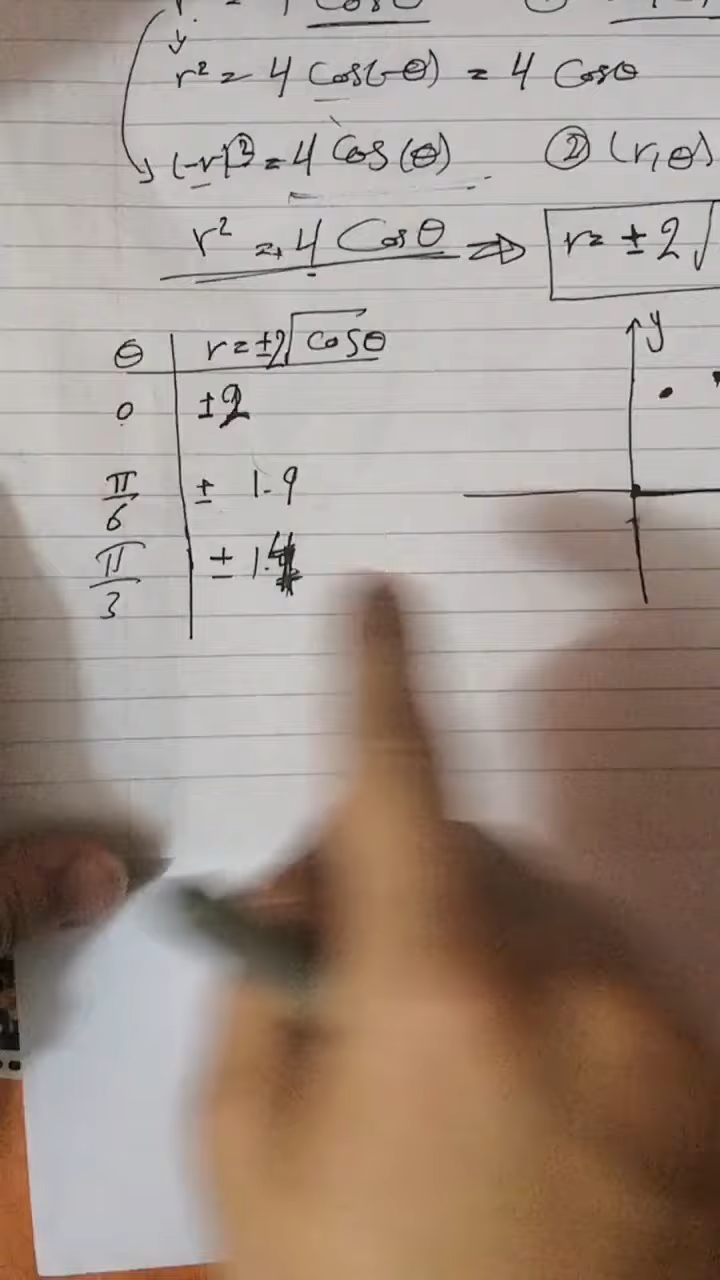 r² = 4 Cos(-θ) = 4 Cosθ
(-r)² = 4 Cos(θ) ② (r,θ)
r² = 4 Cosθ ⇒ r = ±2√
θ r = ±2√cosθ y
0 ±2
π/6 ± 1.9
π/3 ± 1.4